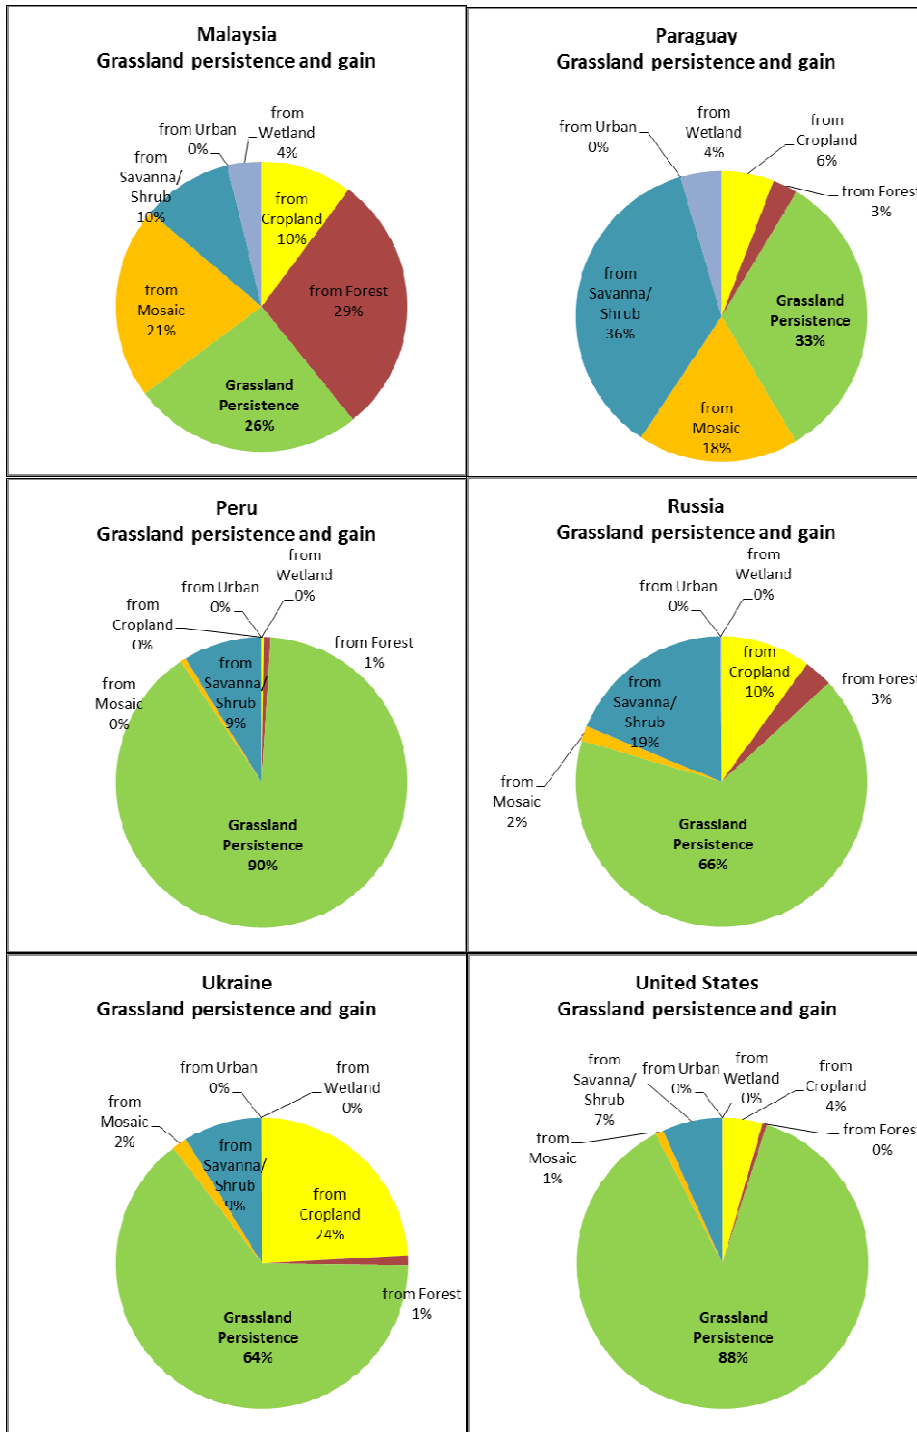 Malaysia
Grassland persistence and gain
from Urban
0%
from
Wetland
4%
from
Savanna/
Shrub
10%
from
Cropland
10%
from Forest
29%
from
Mosaic
21%
Grassland
Persistence
26%
Paraguay
Grassland persistence and gain
from Urban
0%
from
Wetland
4%
from
Cropland
6%
from Forest
3%
from
Savanna/
Shrub
36%
Grassland
Persistence
33%
from
Mosaic
18%
Peru
Grassland persistence and gain
from
Cropland
0%
from Urban
0%
from
Wetland
0%
from Forest
1%
from
Mosaic
0%
from
Savanna/
Shrub
9%
Grassland
Persistence
90%
Russia
Grassland persistence and gain
from Urban
0%
from
Wetland
0%
from
Cropland
10%
from Forest
3%
from
Savanna/
Shrub
19%
from
Mosaic
2%
Grassland
Persistence
66%
Ukraine
Grassland persistence and gain
from Urban
0%
from
Wetland
0%
from
Mosaic
2%
from
Savanna/
Shrub
9%
from
Cropland
24%
from Forest
1%
Grassland
Persistence
64%
United States
Grassland persistence and gain
from
Savanna/
Shrub
7%
from Urban
0%
from
Wetland
0%
from
Cropland
4%
from Forest
0%
from
Mosaic
1%
Grassland
Persistence
88%